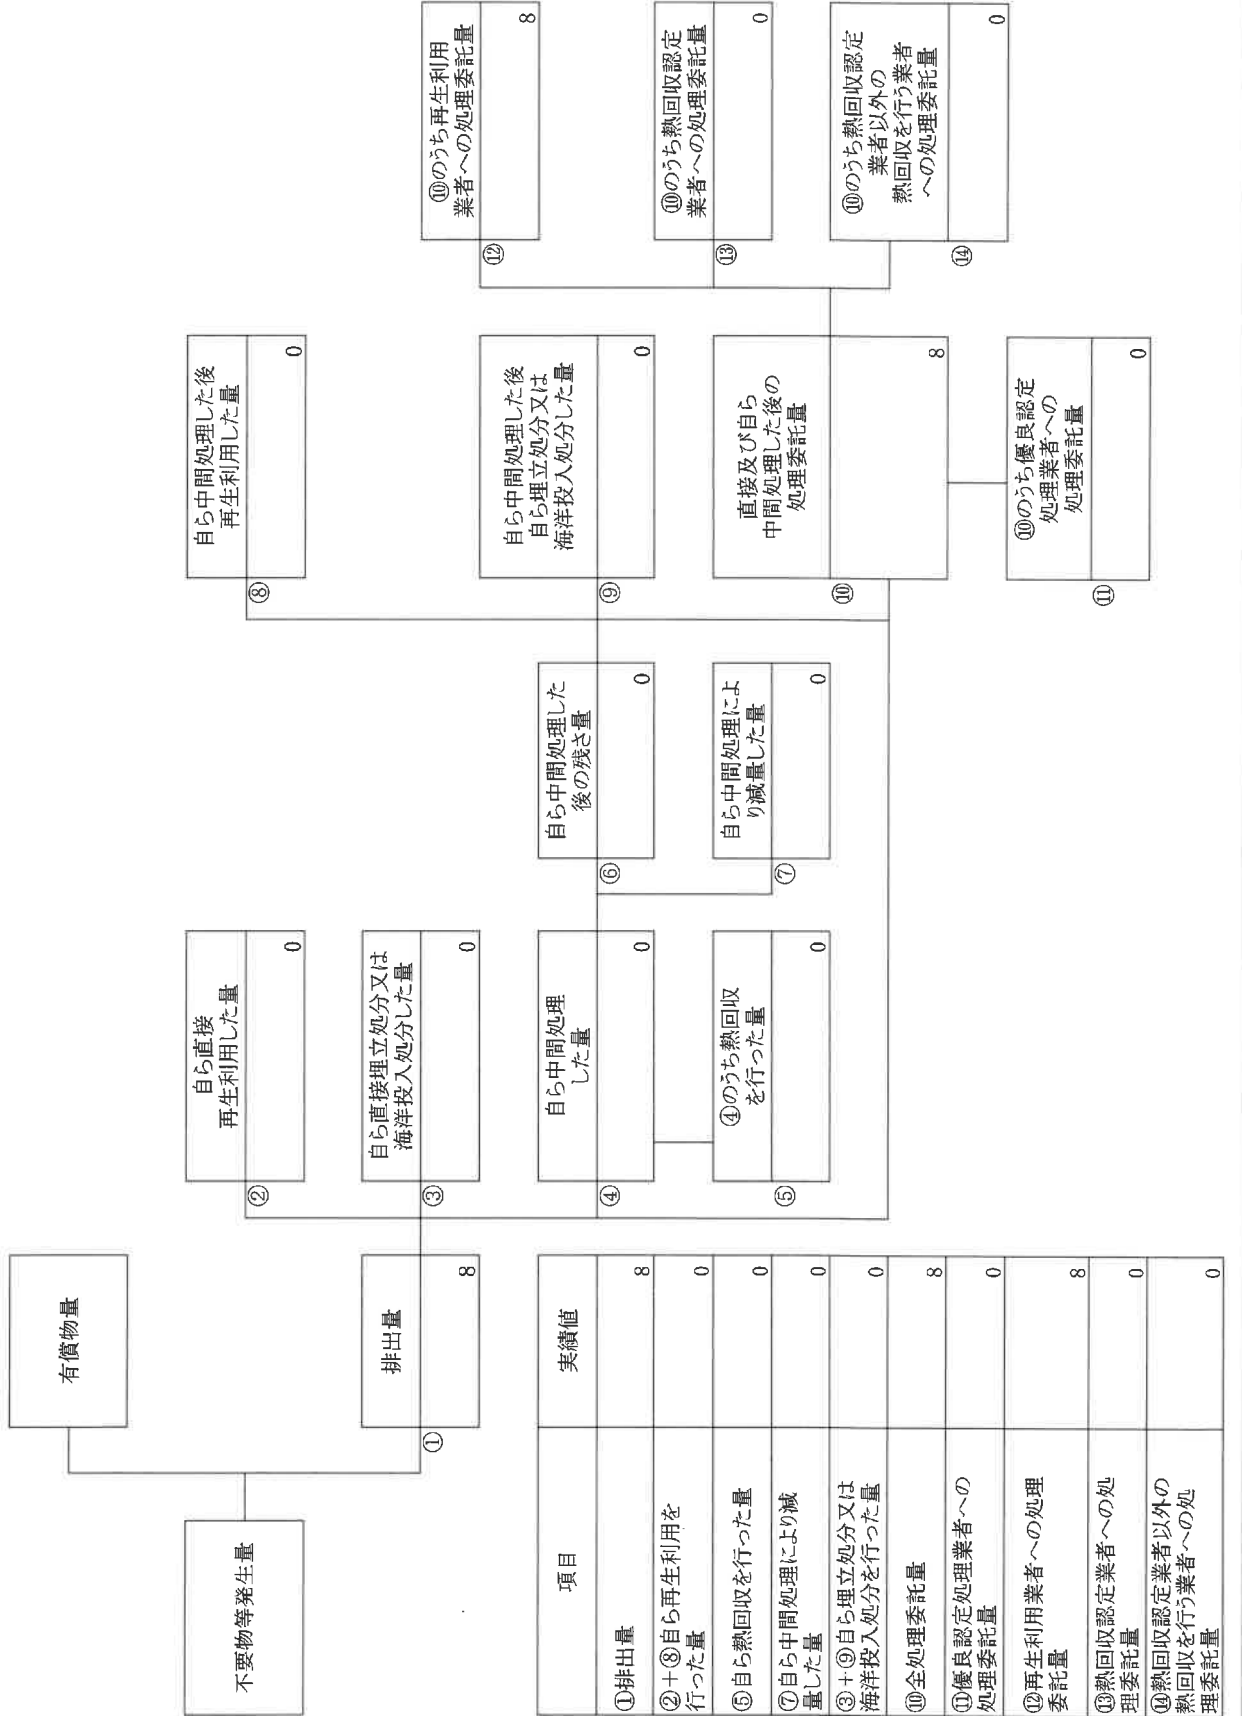 有償物量
不要物等発生量
排出量
①
8
自ら直接
再生利用した量
②
0
自ら直接埋立処分又は
海洋投入処分した量
③
0
自ら中間処理
した量
④
0
④のうち熱回収
を行った量
⑤
0
自ら中間処理した
後の残さ量
⑥
0
自ら中間処理によ
り減量した量
⑦
0
自ら中間処理した後
再生利用した量
⑧
0
自ら中間処理した後
自ら埋立処分又は
海洋投入処分した量
⑨
0
直接及び自ら
中間処理した後の
処理委託量
⑩
8
⑩のうち優良認定
処理業者への
処理委託量
⑪
0
⑩のうち再生利用
業者への処理委託量
⑫
8
⑩のうち熱回収認定
業者への処理委託量
⑬
0
⑩のうち熱回収認定
業者以外の
熱回収を行う業者
への処理委託量
⑭
0
項目 実績値
①排出量 8
②+⑧自ら再生利用を
行った量 0
⑤自ら熱回収を行った量 0
⑦自ら中間処理により減
量した量 0
③+⑨自ら埋立処分又は
海洋投入処分を行った量 0
⑩全処理委託量 8
⑪優良認定処理業者への
処理委託量 0
⑫再生利用業者への処理
委託量 8
⑬熱回収認定業者への処
理委託量 0
⑭熱回収認定業者以外の
熱回収を行う業者への処
理委託量 0